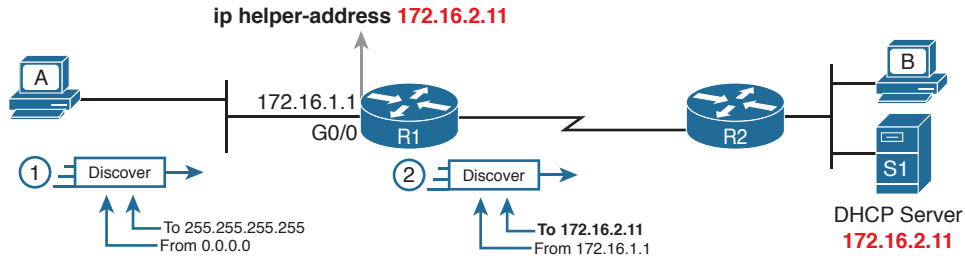 ip helper-address 172.16.2.11
A
B
172.16.1.1
G0/0
R1
R2
S1
1
Discover
2
Discover
To 255.255.255.255
From 0.0.0.0
To 172.16.2.11
From 172.16.1.1
DHCP Server
172.16.2.11